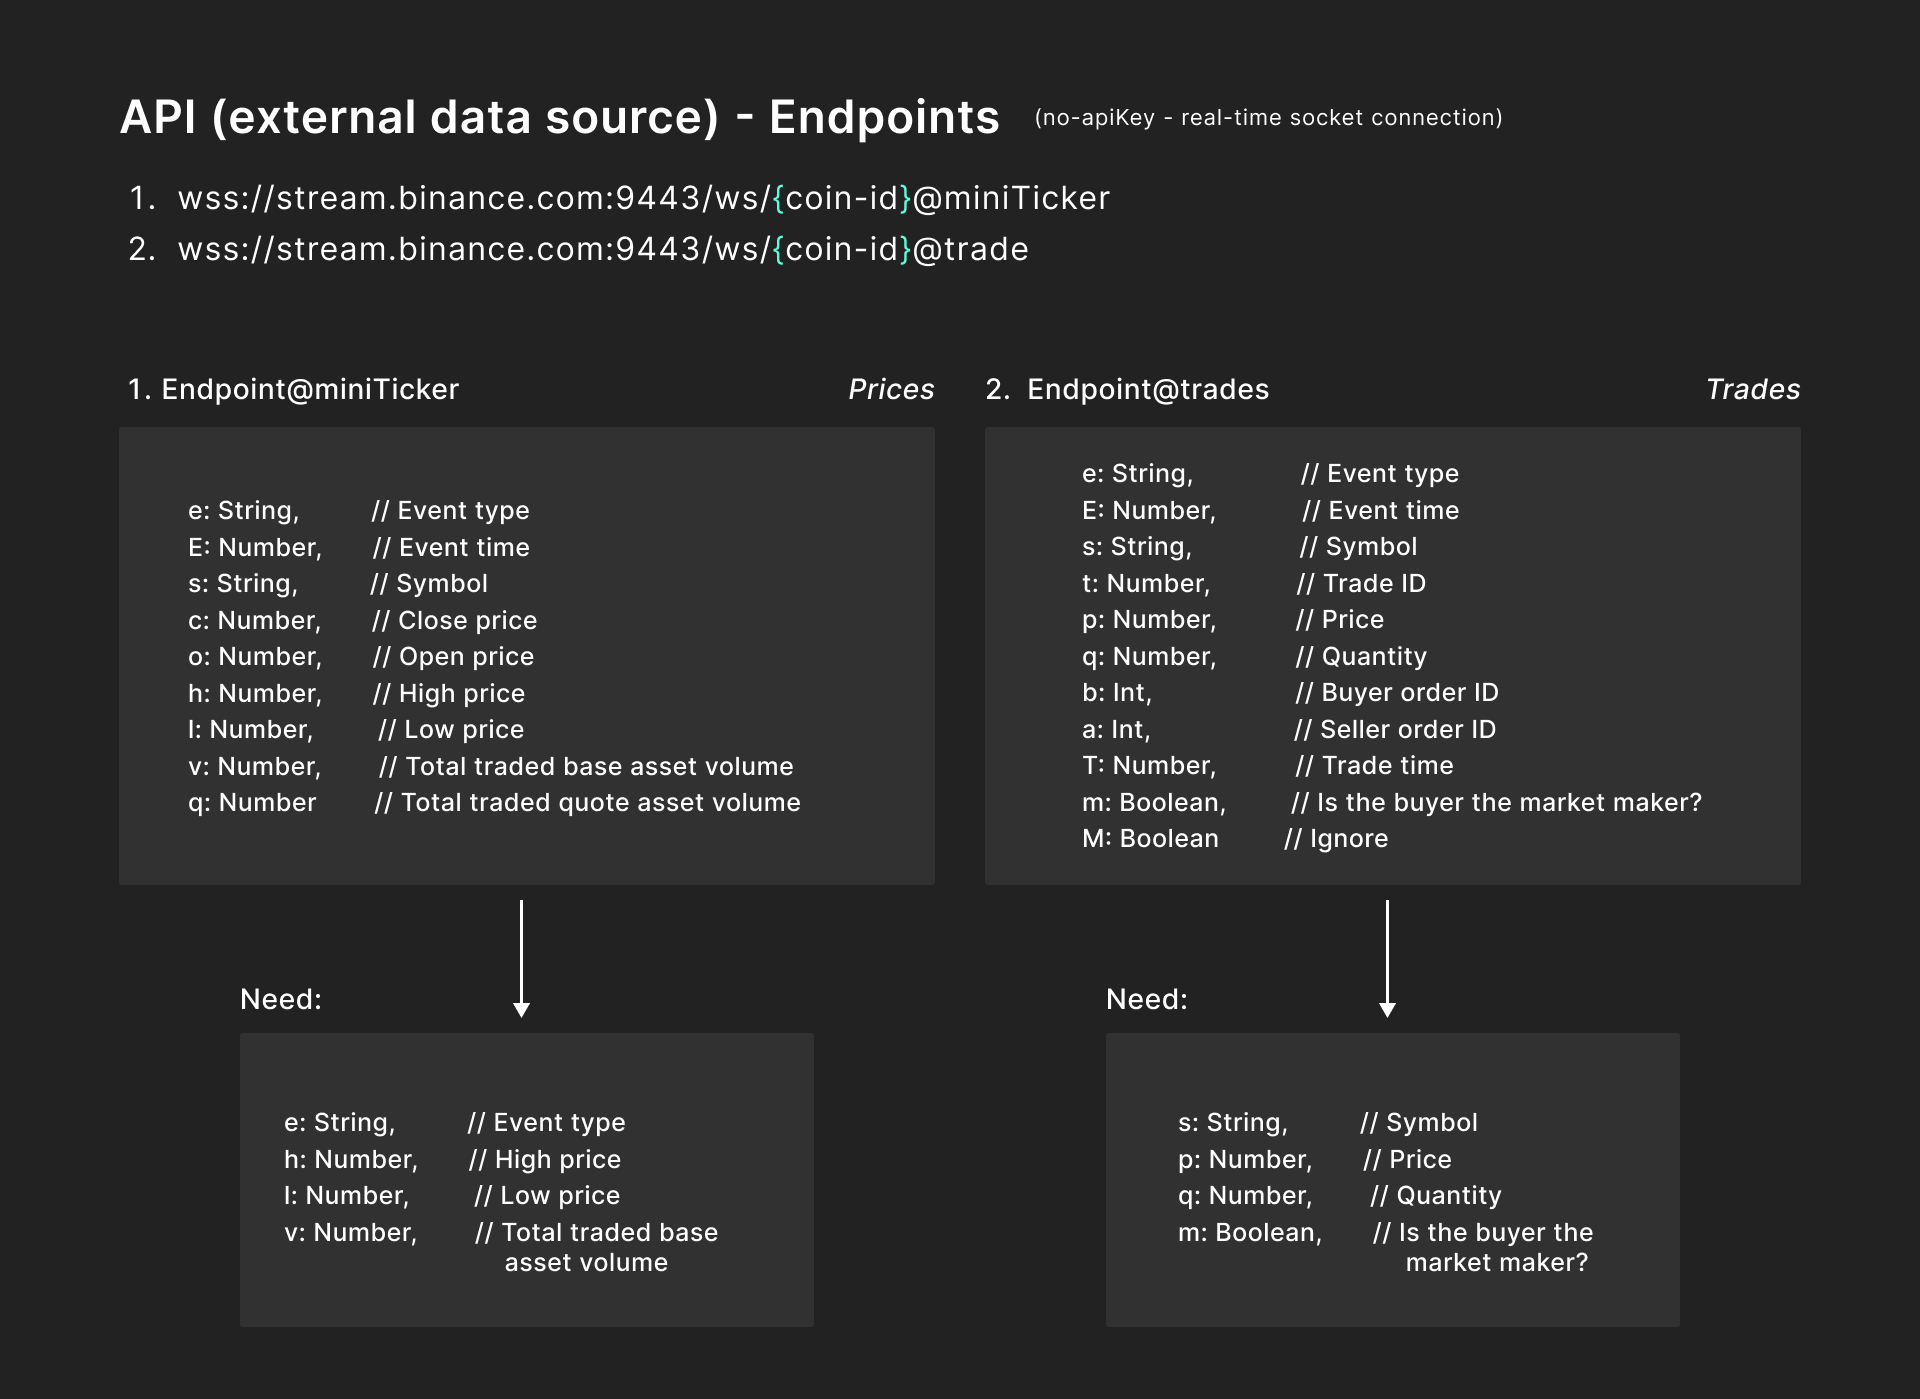 API (external data source) - Endpoints (no-apiKey - real-time socket connection)
1. wss://stream.binance.com:9443/ws/{coin-id}@miniTicker
2. wss://stream.binance.com:9443/ws/{coin-id}@trade
1. Endpoint@miniTicker Prices
e: String, // Event type
E: Number, // Event time
s: String, // Symbol
c: Number, // Close price
o: Number, // Open price
h: Number, // High price
l: Number, // Low price
v: Number, // Total traded base asset volume
q: Number // Total traded quote asset volume
Need:
e: String, // Event type
h: Number, // High price
l: Number, // Low price
v: Number, // Total traded base
asset volume
2. Endpoint@trades Trades
e: String, // Event type
E: Number, // Event time
s: String, // Symbol
t: Number, // Trade ID
p: Number, // Price
q: Number, // Quantity
b: Int, // Buyer order ID
a: Int, // Seller order ID
T: Number, // Trade time
m: Boolean, // Is the buyer the market maker?
M: Boolean // Ignore
Need:
s: String, // Symbol
p: Number, // Price
q: Number, // Quantity
m: Boolean, // Is the buyer the
market maker?